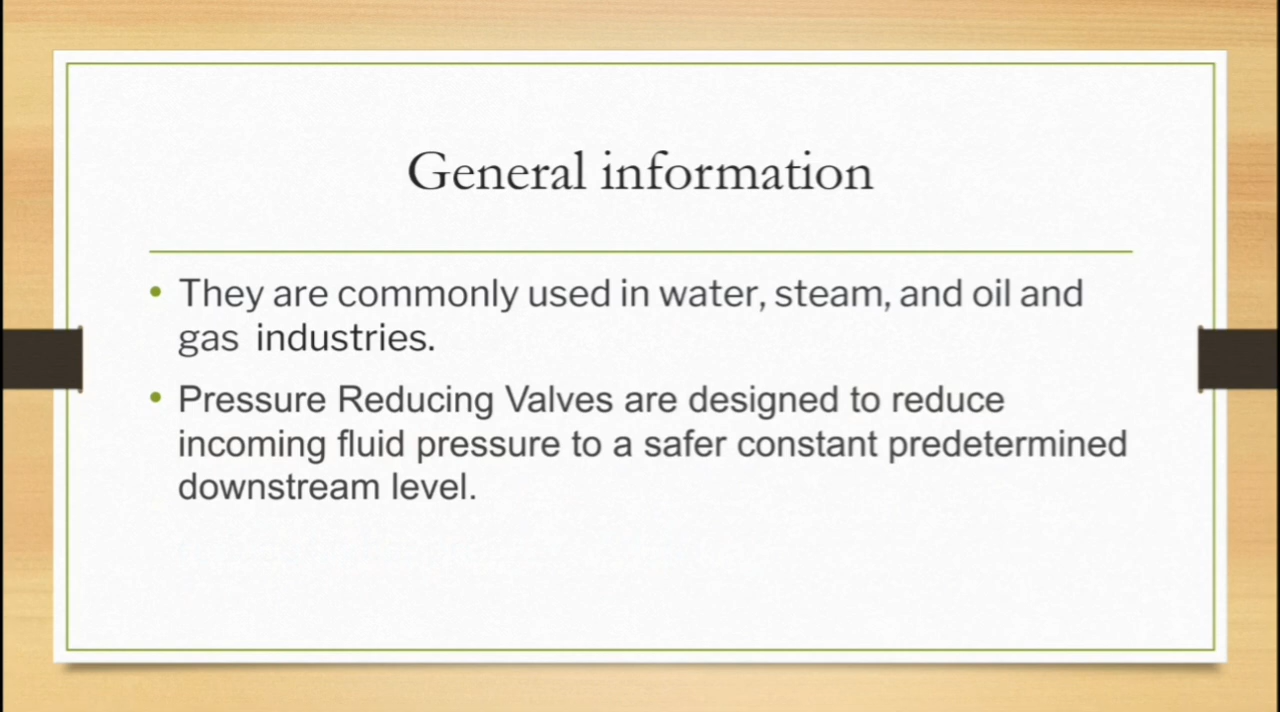 General information
• They are commonly used in water, steam, and oil and
gas  industries.
• Pressure Reducing Valves are designed to reduce
incoming fluid pressure to a safer constant predetermined
downstream level.